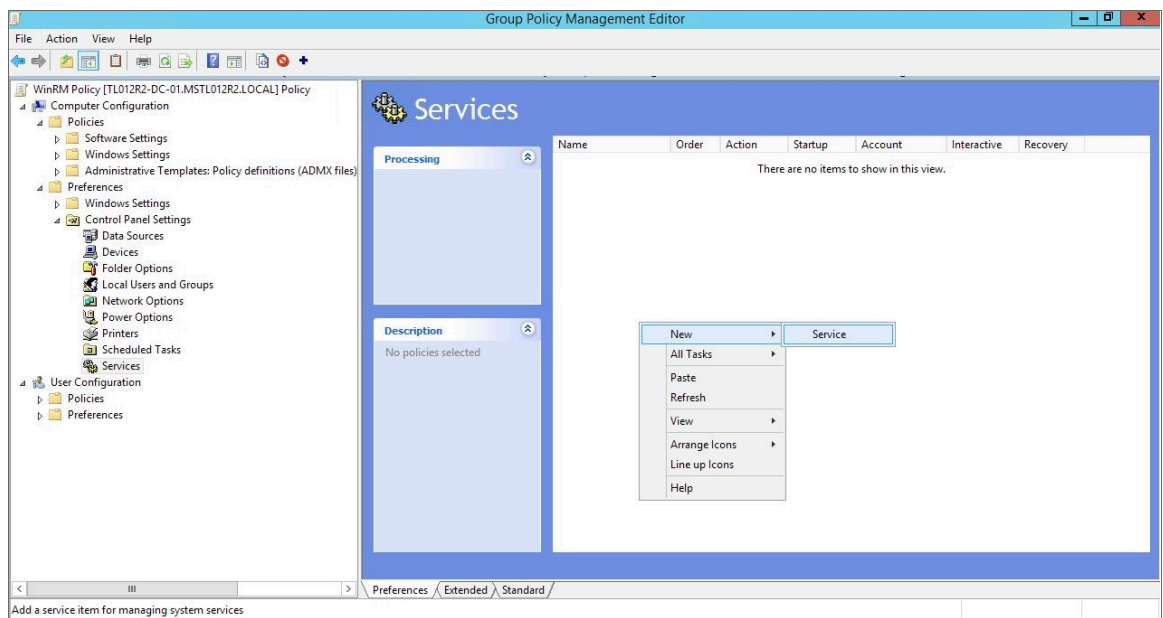 Group Policy Management Editor
File Action View Help
WinRM Policy [TL012R2-DC-01.MSTL012R2.LOCAL] Policy
Computer Configuration
Policies
Software Settings
Windows Settings
Administrative Templates: Policy definitions (ADMX files)
Preferences
Windows Settings
Control Panel Settings
Data Sources
Devices
Folder Options
Local Users and Groups
Network Options
Power Options
Printers
Scheduled Tasks
Services
User Configuration
Policies
Preferences
Services
Processing
Description
No policies selected
Name Order Action Startup Account Interactive Recovery
There are no items to show in this view.
New Service
All Tasks
Paste
Refresh
View
Arrange Icons
Line up Icons
Help
Preferences Extended Standard
Add a service item for managing system services